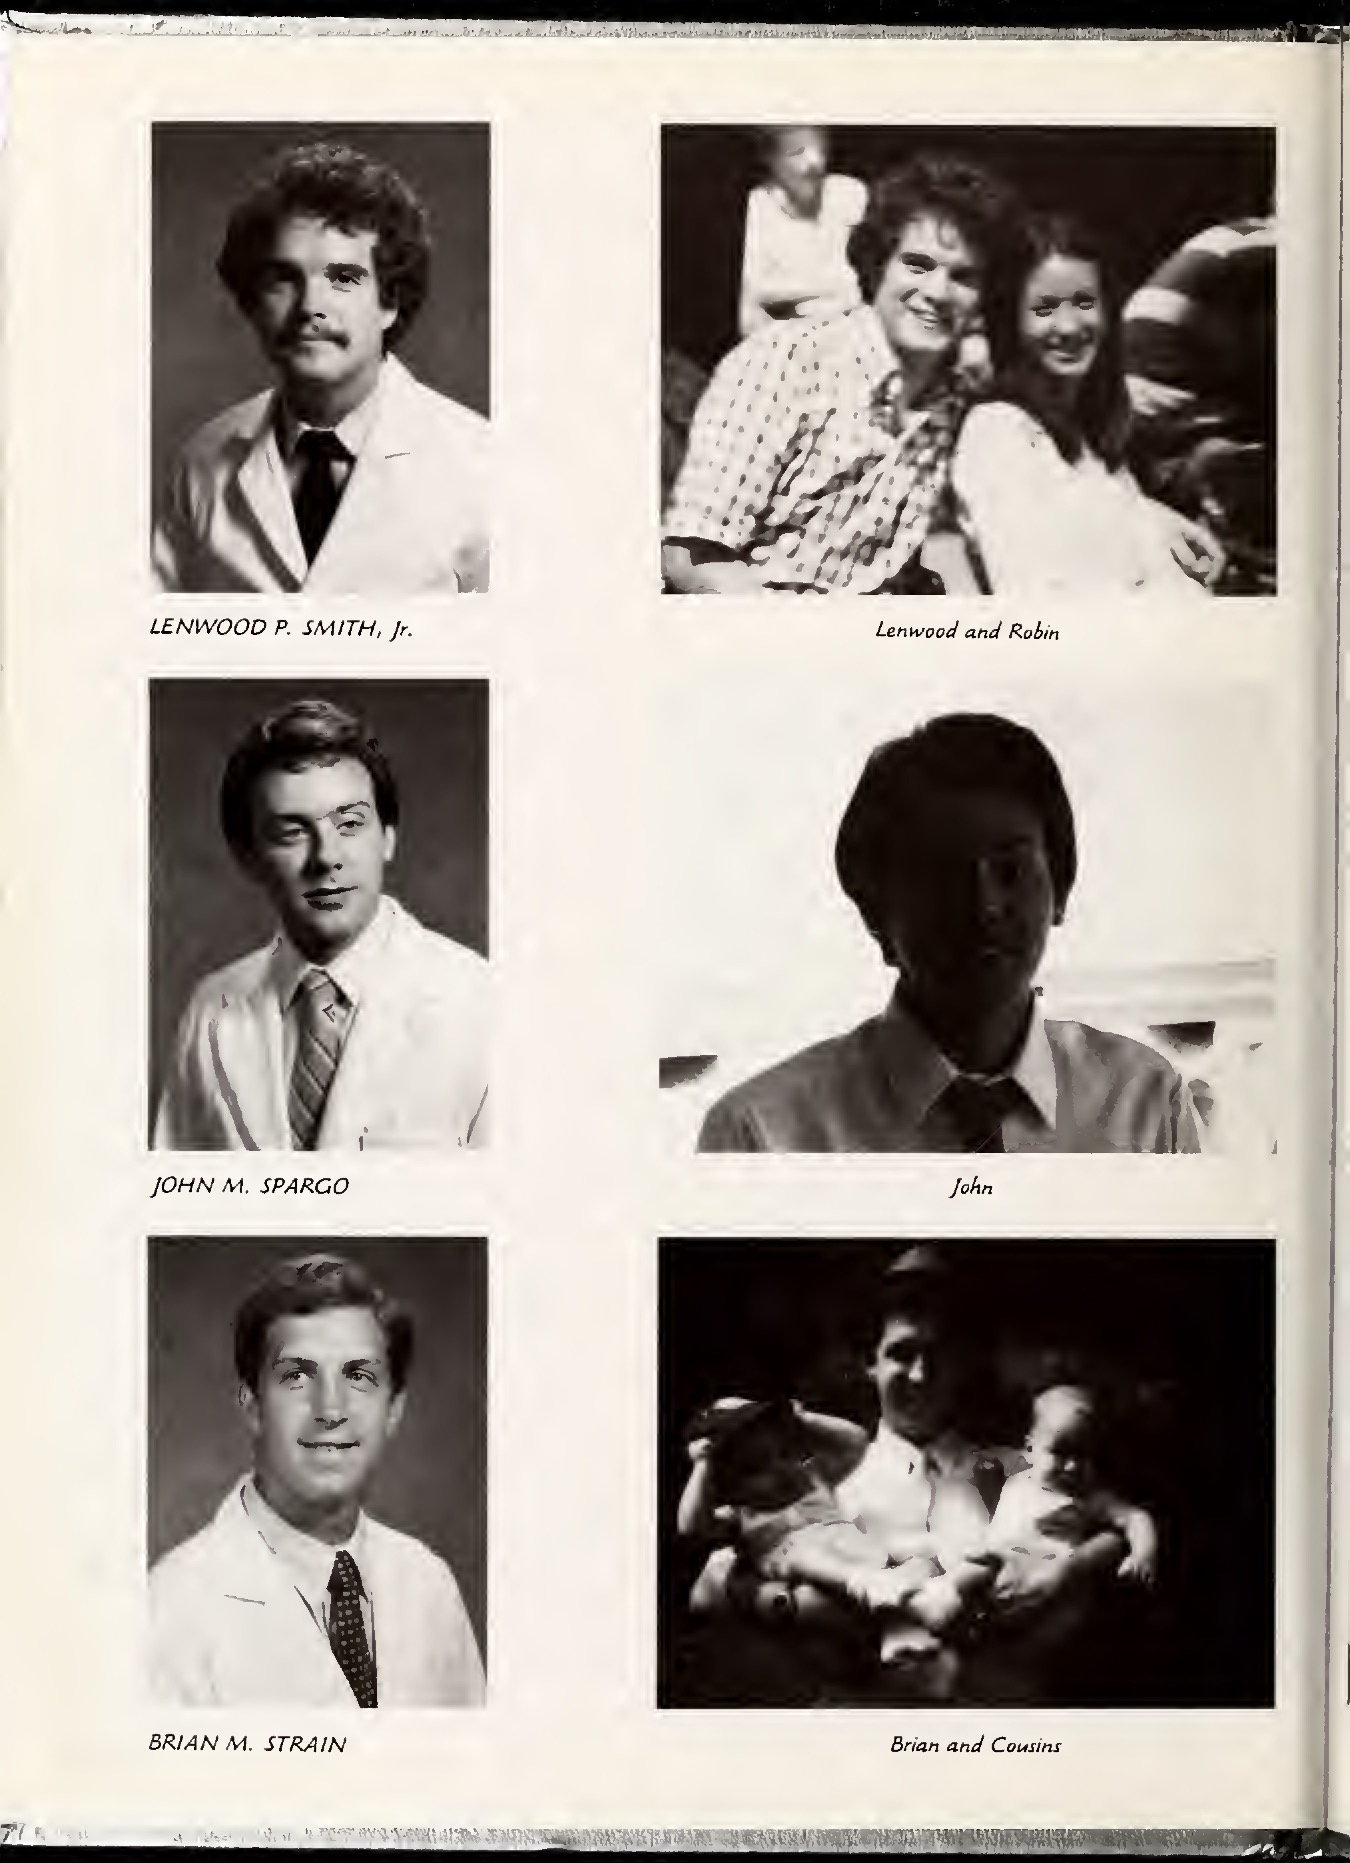 LENWOOD P. SMITH, Jr.
Lenwood and Robin
JOHN M. SPARGO
John
BRIAN M. STRAIN
Brian and Cousins